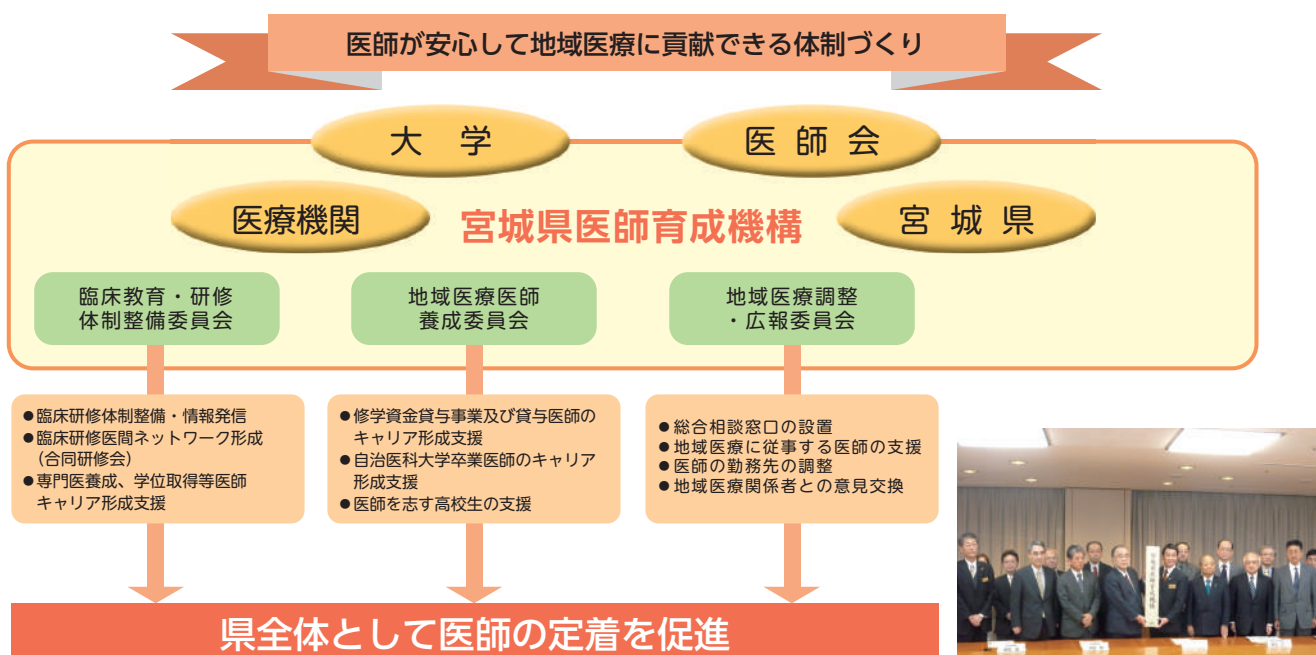 医師が安心して地域医療に貢献できる体制づくり
大学
医師会
医療機関
宮城県医師育成機構
宮城県
臨床教育・研修
体制整備委員会
地域医療医師
養成委員会
地域医療調整
・広報委員会
●臨床研修体制整備・情報発信
●臨床研修医間ネットワーク形成
(合同研修会)
●専門医養成、学位取得等医師
キャリア形成支援
●修学資金貸与事業及び貸与医師の
キャリア形成支援
●自治医科大学卒業医師のキャリア
形成支援
●医師を志す高校生の支援
●総合相談窓口の設置
●地域医療に従事する医師の支援
●医師の勤務先の調整
●地域医療関係者との意見交換
宮城県医師育成機構
県全体として医師の定着を促進